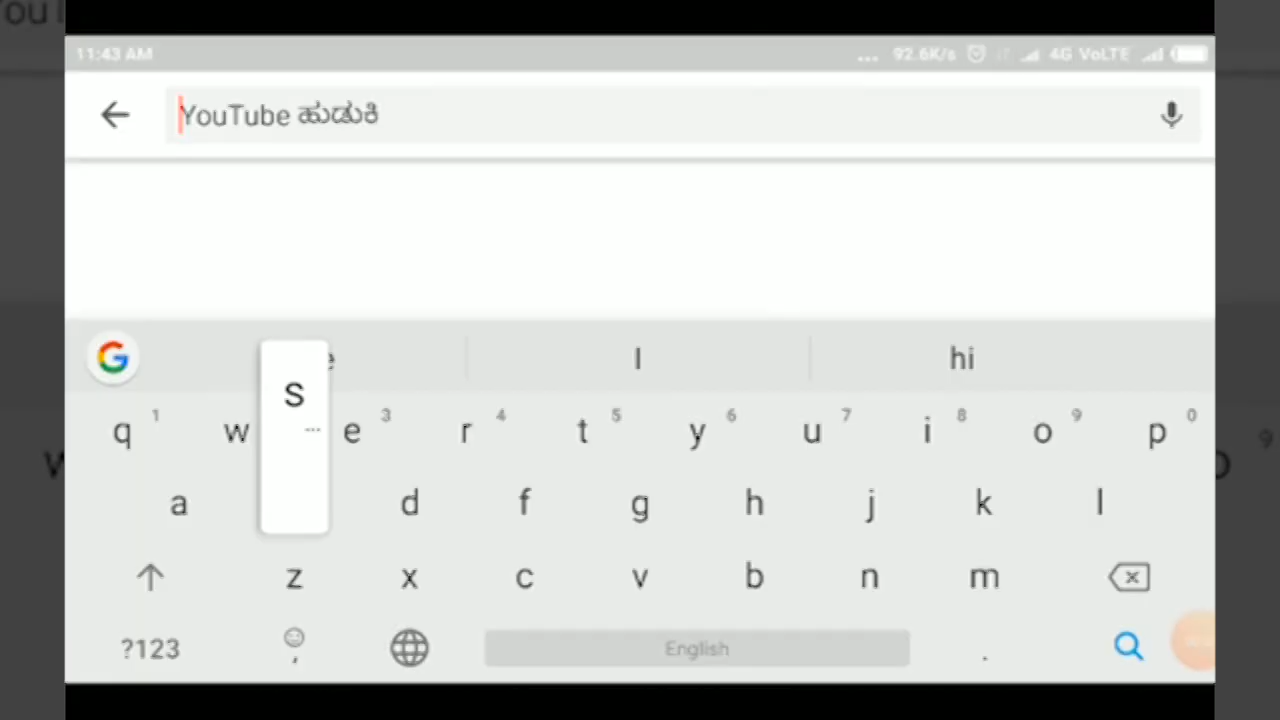 11:43 AM
... 92.6K/s 4G VoLTE
YouTube ಹುಡುಕಿ
I hi
q 1 w e 3 r 4 t 5 y 6 u 7 i 8 o 9 p 0
S
a d f g h j k l
z x c v b n m
?123 , English .